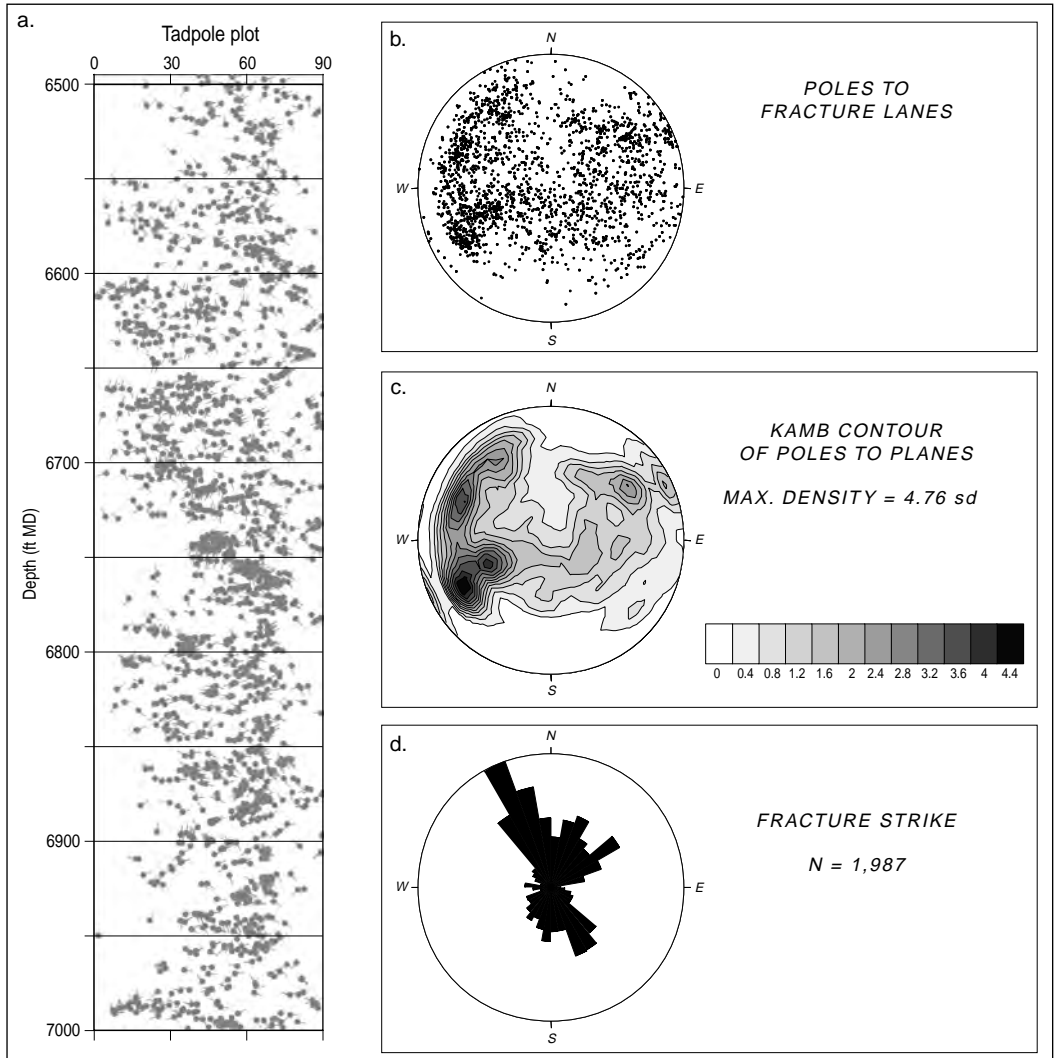 a.
Tadpole plot
0 30 60 90
6500
6600
6700
6800
6900
7000
Depth (ft MD)
b.
N
W
E
S
POLES TO
FRACTURE LANES
c.
N
W
E
S
KAMB CONTOUR
OF POLES TO PLANES
MAX. DENSITY = 4.76 sd
0 0.4 0.8 1.2 1.6 2 2.4 2.8 3.2 3.6 4 4.4
d.
N
W
E
S
FRACTURE STRIKE
N = 1,987